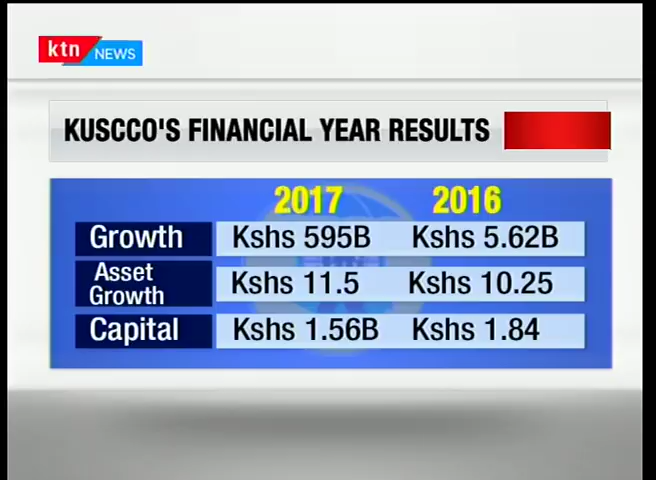 ktn NEWS
KUSCCO'S FINANCIAL YEAR RESULTS
2017 2016
Growth Kshs 595B Kshs 5.62B
Asset
Growth Kshs 11.5 Kshs 10.25
Capital Kshs 1.56B Kshs 1.84